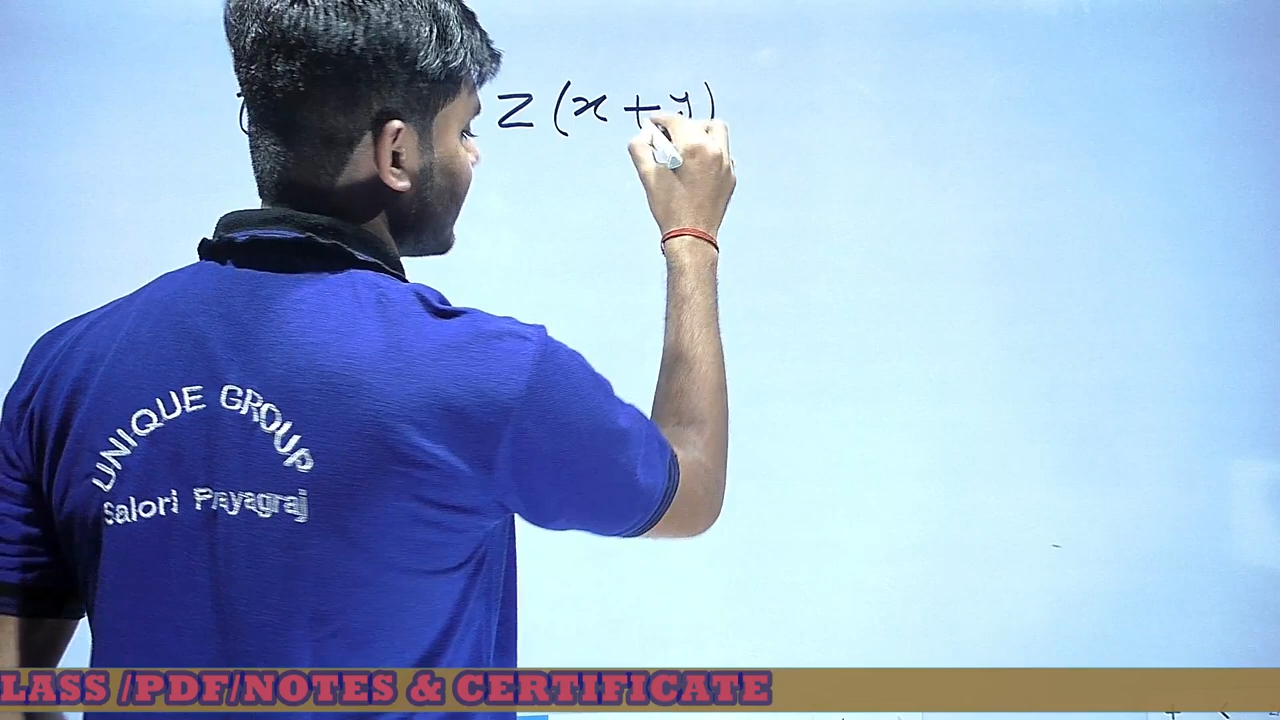 ( Z (x + y)
UNIQUE GROUP
Salori Prayagraj
LASS /PDF/NOTES & CERTIFICATE